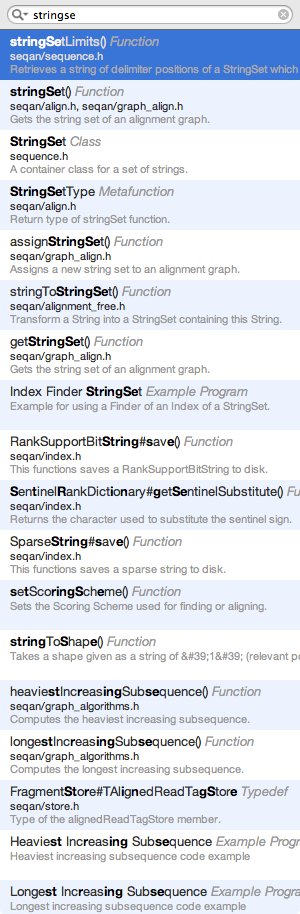 stringse
stringSetLimits() Function
seqan/sequence.h
Retrieves a string of delimiter positions of a StringSet which
stringSet() Function
seqan/align.h, seqan/graph_align.h
Gets the string set of an alignment graph.
StringSet Class
sequence.h
A container class for a set of strings.
StringSetType Metafunction
seqan/align.h
Return type of stringSet function.
assignStringSet() Function
seqan/graph_align.h
Assigns a new string set to an alignment graph.
stringToStringSet() Function
seqan/alignment_free.h
Transform a String into a StringSet containing this String.
getStringSet() Function
seqan/graph_align.h
Gets the string set of an alignment graph.
Index Finder StringSet Example Program
Example for using a Finder of an Index of a StringSet.
RankSupportBitString#save() Function
seqan/index.h
This functions saves a RankSupportBitString to disk.
SentinelRankDictionary#getSentinelSubstitute() Fu
seqan/index.h
Returns the character used to substitute the sentinel sign.
SparseString#save() Function
seqan/index.h
This functions saves a sparse string to disk.
setScoringScheme() Function
Sets the Scoring Scheme used for finding or aligning.
stringToShape() Function
Takes a shape given as a string of &#39;1&#39; (relevant po
heaviestIncreasingSubsequence() Function
seqan/graph_algorithms.h
Computes the heaviest increasing subsequence.
longestIncreasingSubsequence() Function
seqan/graph_algorithms.h
Computes the longest increasing subsequence.
FragmentStore#TAlignedReadTagStore Typedef
seqan/store.h
Type of the alignedReadTagStore member.
Heaviest Increasing Subsequence Example Progr
Heaviest increasing subsequence code example
Longest Increasing Subsequence Example Progra
Longest increasing subsequence code example